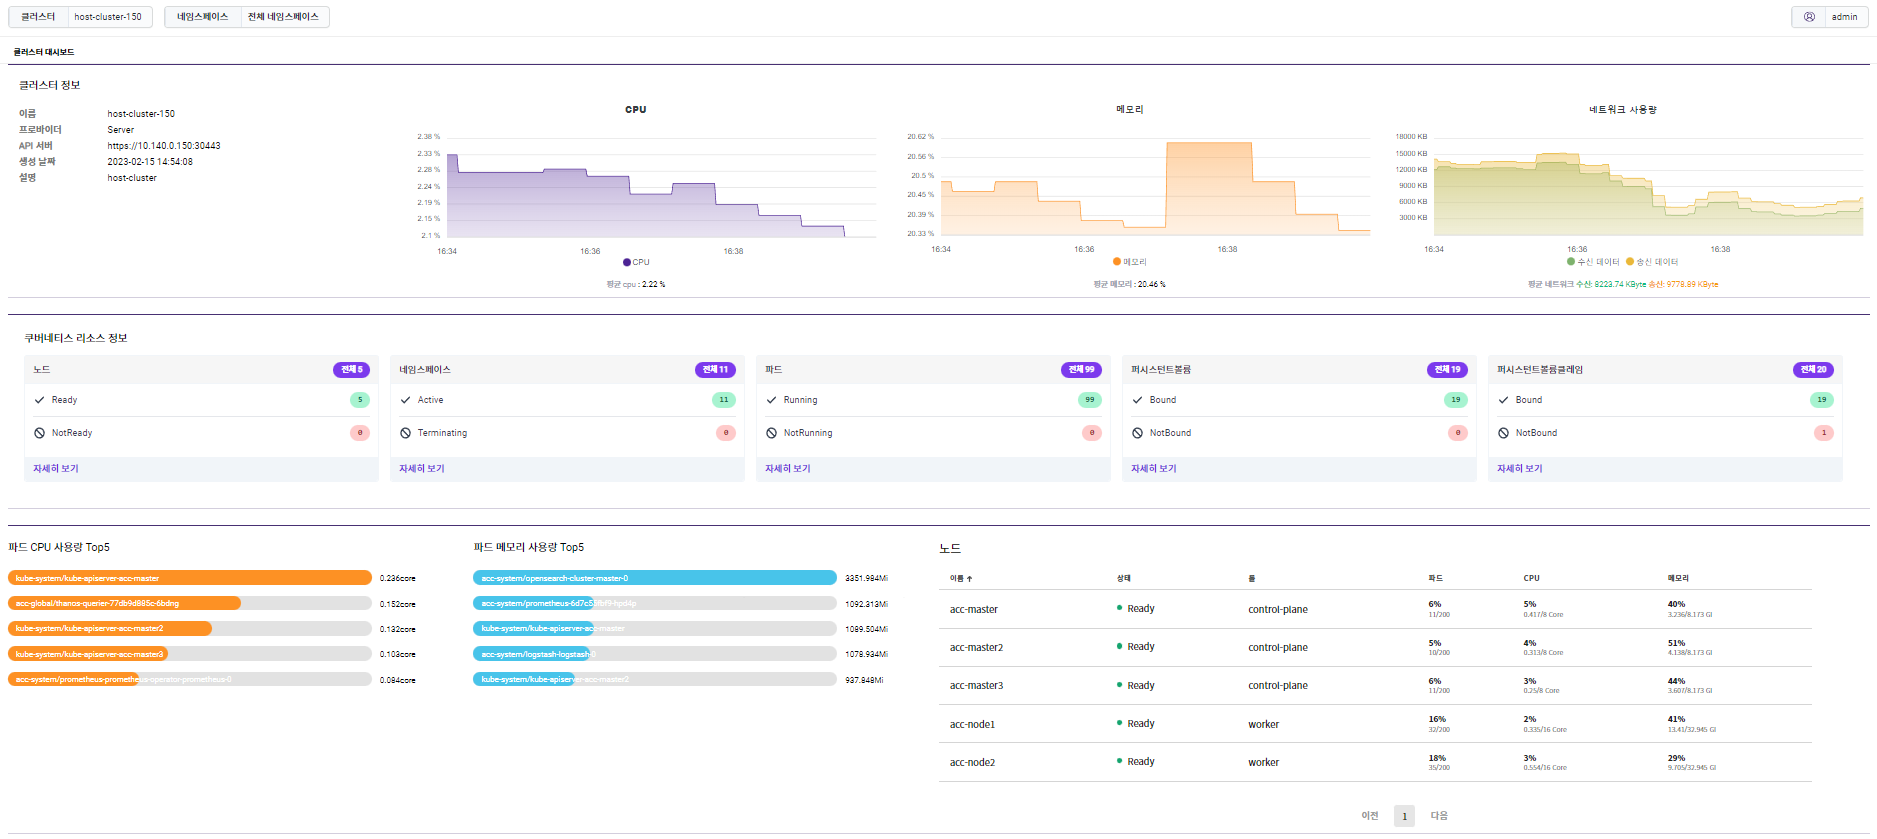 클러스터 host-cluster-150 네임스페이스 전체 네임스페이스 admin
클러스터 대시보드
클러스터 정보
이름 host-cluster-150
프로바이더 Server
API 서버 https://10.140.0.150:30443
생성 날짜 2023-02-15 14:54:08
설명 host-cluster
CPU
2.38 %
2.33 %
2.28 %
2.24 %
2.19 %
2.15 %
2.1 %
16:34 16:36 16:38
CPU
평균 cpu : 2.22 %
메모리
20.62 %
20.56 %
20.5 %
20.45 %
20.39 %
20.33 %
16:34 16:36 16:38
메모리
평균 메모리 : 20.46 %
네트워크 사용량
18000 KB
15000 KB
12000 KB
9000 KB
6000 KB
3000 KB
16:34 16:36 16:38
수신 데이터 송신 데이터
평균 네트워크 수신: 8223.74 KByte 송신: 9778.89 KByte
쿠버네티스 리소스 정보
노드 전체 5
Ready 5
NotReady 0
자세히 보기
네임스페이스 전체 11
Active 11
Terminating 0
자세히 보기
파드 전체 99
Running 99
NotRunning 0
자세히 보기
퍼시스턴트볼륨 전체 19
Bound 19
NotBound 0
자세히 보기
퍼시스턴트볼륨클레임 전체 20
Bound 19
NotBound 1
자세히 보기
파드 CPU 사용량 Top5
kube-system/kube-apiserver-acc-master 0.236core
acc-global/thanos-querier-77db9d885c-6bdng 0.152core
kube-system/kube-apiserver-acc-master2 0.132core
kube-system/kube-apiserver-acc-master3 0.103core
acc-system/prometheus-prometheus-operator-prometheus-0 0.084core
파드 메모리 사용량 Top5
acc-system/opensearch-cluster-master-0 3351.984Mi
1092.313Mi
kube-system/kube-apiserver-acc-master 1089.504Mi
acc-system/logstash-logstash-0 1078.934Mi
kube-system/kube-apiserver-acc-master2 937.848Mi
노드
이름 ↑ 상태 롤 파드 CPU 메모리
acc-master Ready control-plane 6% 5% 40%
11/200 0.417/8 Core 3.236/8.173 GI
acc-master2 Ready control-plane 5% 4% 51%
10/200 0.313/8 Core 4.138/8.173 GI
acc-master3 Ready control-plane 6% 3% 44%
11/200 0.25/8 Core 3.607/8.173 GI
acc-node1 Ready worker 16% 2% 41%
32/200 0.335/16 Core 13.41/32.945 GI
acc-node2 Ready worker 18% 3% 29%
35/200 0.554/16 Core 9.705/32.945 GI
이전 1 다음